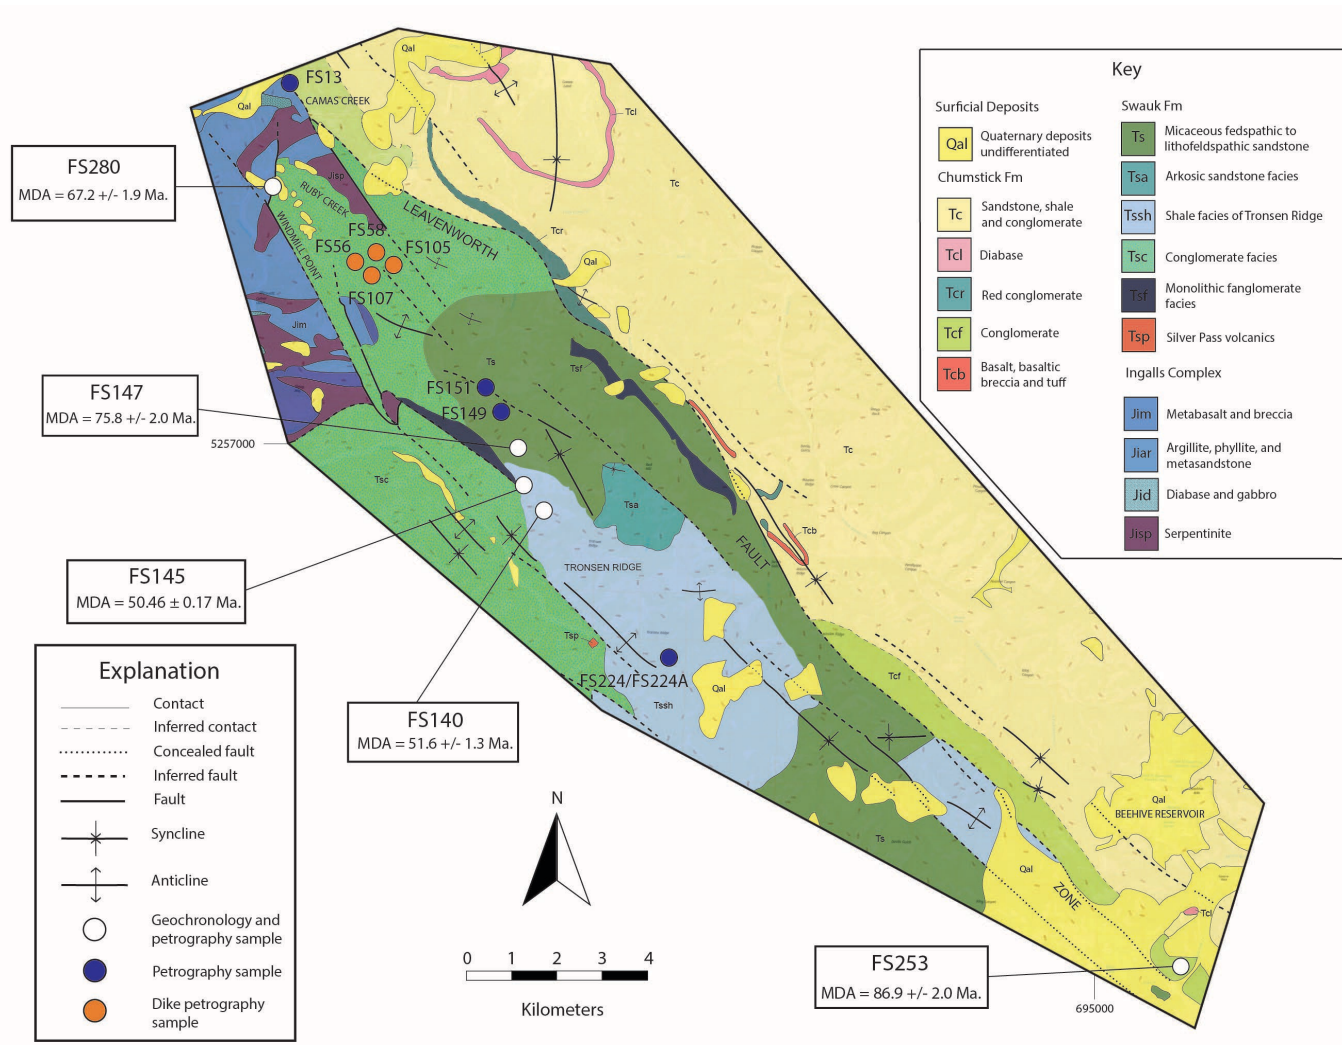 FS280
MDA = 67.2 +/- 1.9 Ma.
FS147
MDA = 75.8 +/- 2.0 Ma.
5257000
FS145
MDA = 50.46 ± 0.17 Ma.
FS140
MDA = 51.6 +/- 1.3 Ma.
FS253
MDA = 86.9 +/- 2.0 Ma.
695000
Qal
FS13
CAMAS CREEK
Qal
Tcl
Tc
Jisp
RUBY CREEK
WINDMILL POINT
LEAVENWORTH
Tcr
Qal
FS58
FS56
FS105
FS107
Jim
Ts
Tsf
FS151
FS149
Tc
Tsc
Tsa
Tcb
FAULT
TRONSEN RIDGE
Tsp
FS224/FS224A
Tssh
Qal
Tcf
Qal
BEEHIVE RESERVOIR
Ts
Qal
ZONE
Tcl
Key
Surficial Deposits
Qal
Quaternary deposits
undifferentiated
Chumstick Fm
Tc
Sandstone, shale
and conglomerate
Tcl
Diabase
Tcr
Red conglomerate
Tcf
Conglomerate
Tcb
Basalt, basaltic
breccia and tuff
Swauk Fm
Ts
Micaceous fedspathic to
lithofeldspathic sandstone
Tsa
Arkosic sandstone facies
Tssh
Shale facies of Tronsen Ridge
Tsc
Conglomerate facies
Tsf
Monolithic fanglomerate
facies
Tsp
Silver Pass volcanics
Ingalls Complex
Jim
Metabasalt and breccia
Jiar
Argillite, phyllite, and
metasandstone
Jid
Diabase and gabbro
Jisp
Serpentinite
Explanation
Contact
Inferred contact
Concealed fault
Inferred fault
Fault
Syncline
Anticline
Geochronology and
petrography sample
Petrography sample
Dike petrography
sample
N
0 1 2 3 4
Kilometers